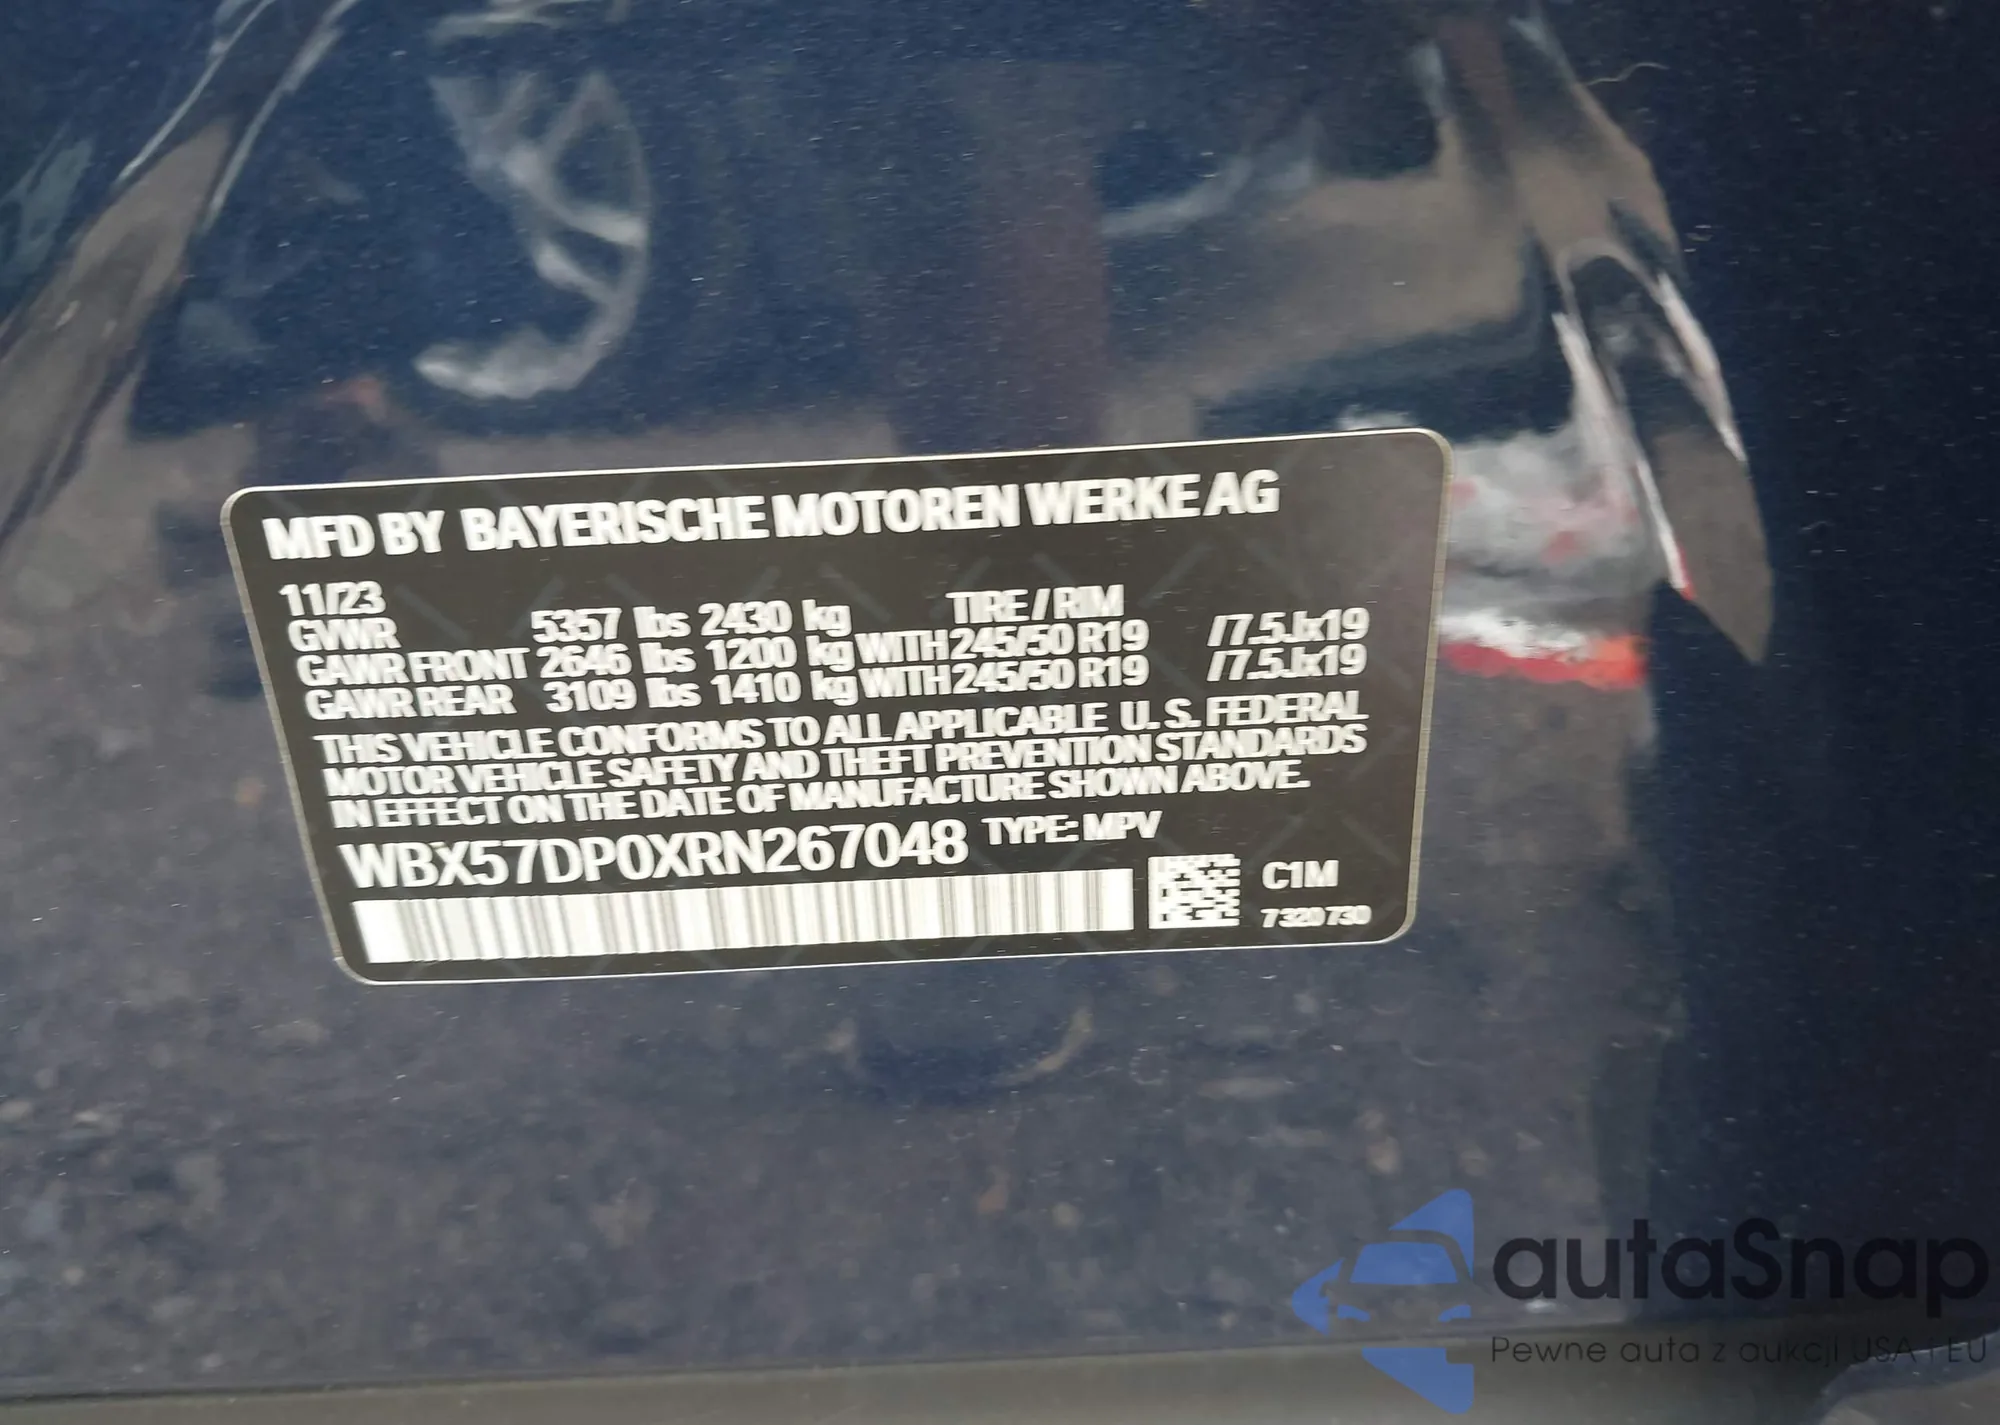 MFD BY BAYERISCHE MOTOREN WERKE AG
11/23 TIRE / RIM
GVWR 5357 lbs 2430 kg
GAWR FRONT 2646 lbs 1200 kg WITH 245/50 R19 /7.5Jx19
GAWR REAR 3109 lbs 1410 kg WITH 245/50 R19 /7.5Jx19
THIS VEHICLE CONFORMS TO ALL APPLICABLE U.S. FEDERAL
MOTOR VEHICLE SAFETY AND THEFT PREVENTION STANDARDS
IN EFFECT ON THE DATE OF MANUFACTURE SHOWN ABOVE.
WBX57DP0XRN267048 TYPE: MPV
C1M
7320730
autaSnap
Pewne auta z aukcji USA i EU